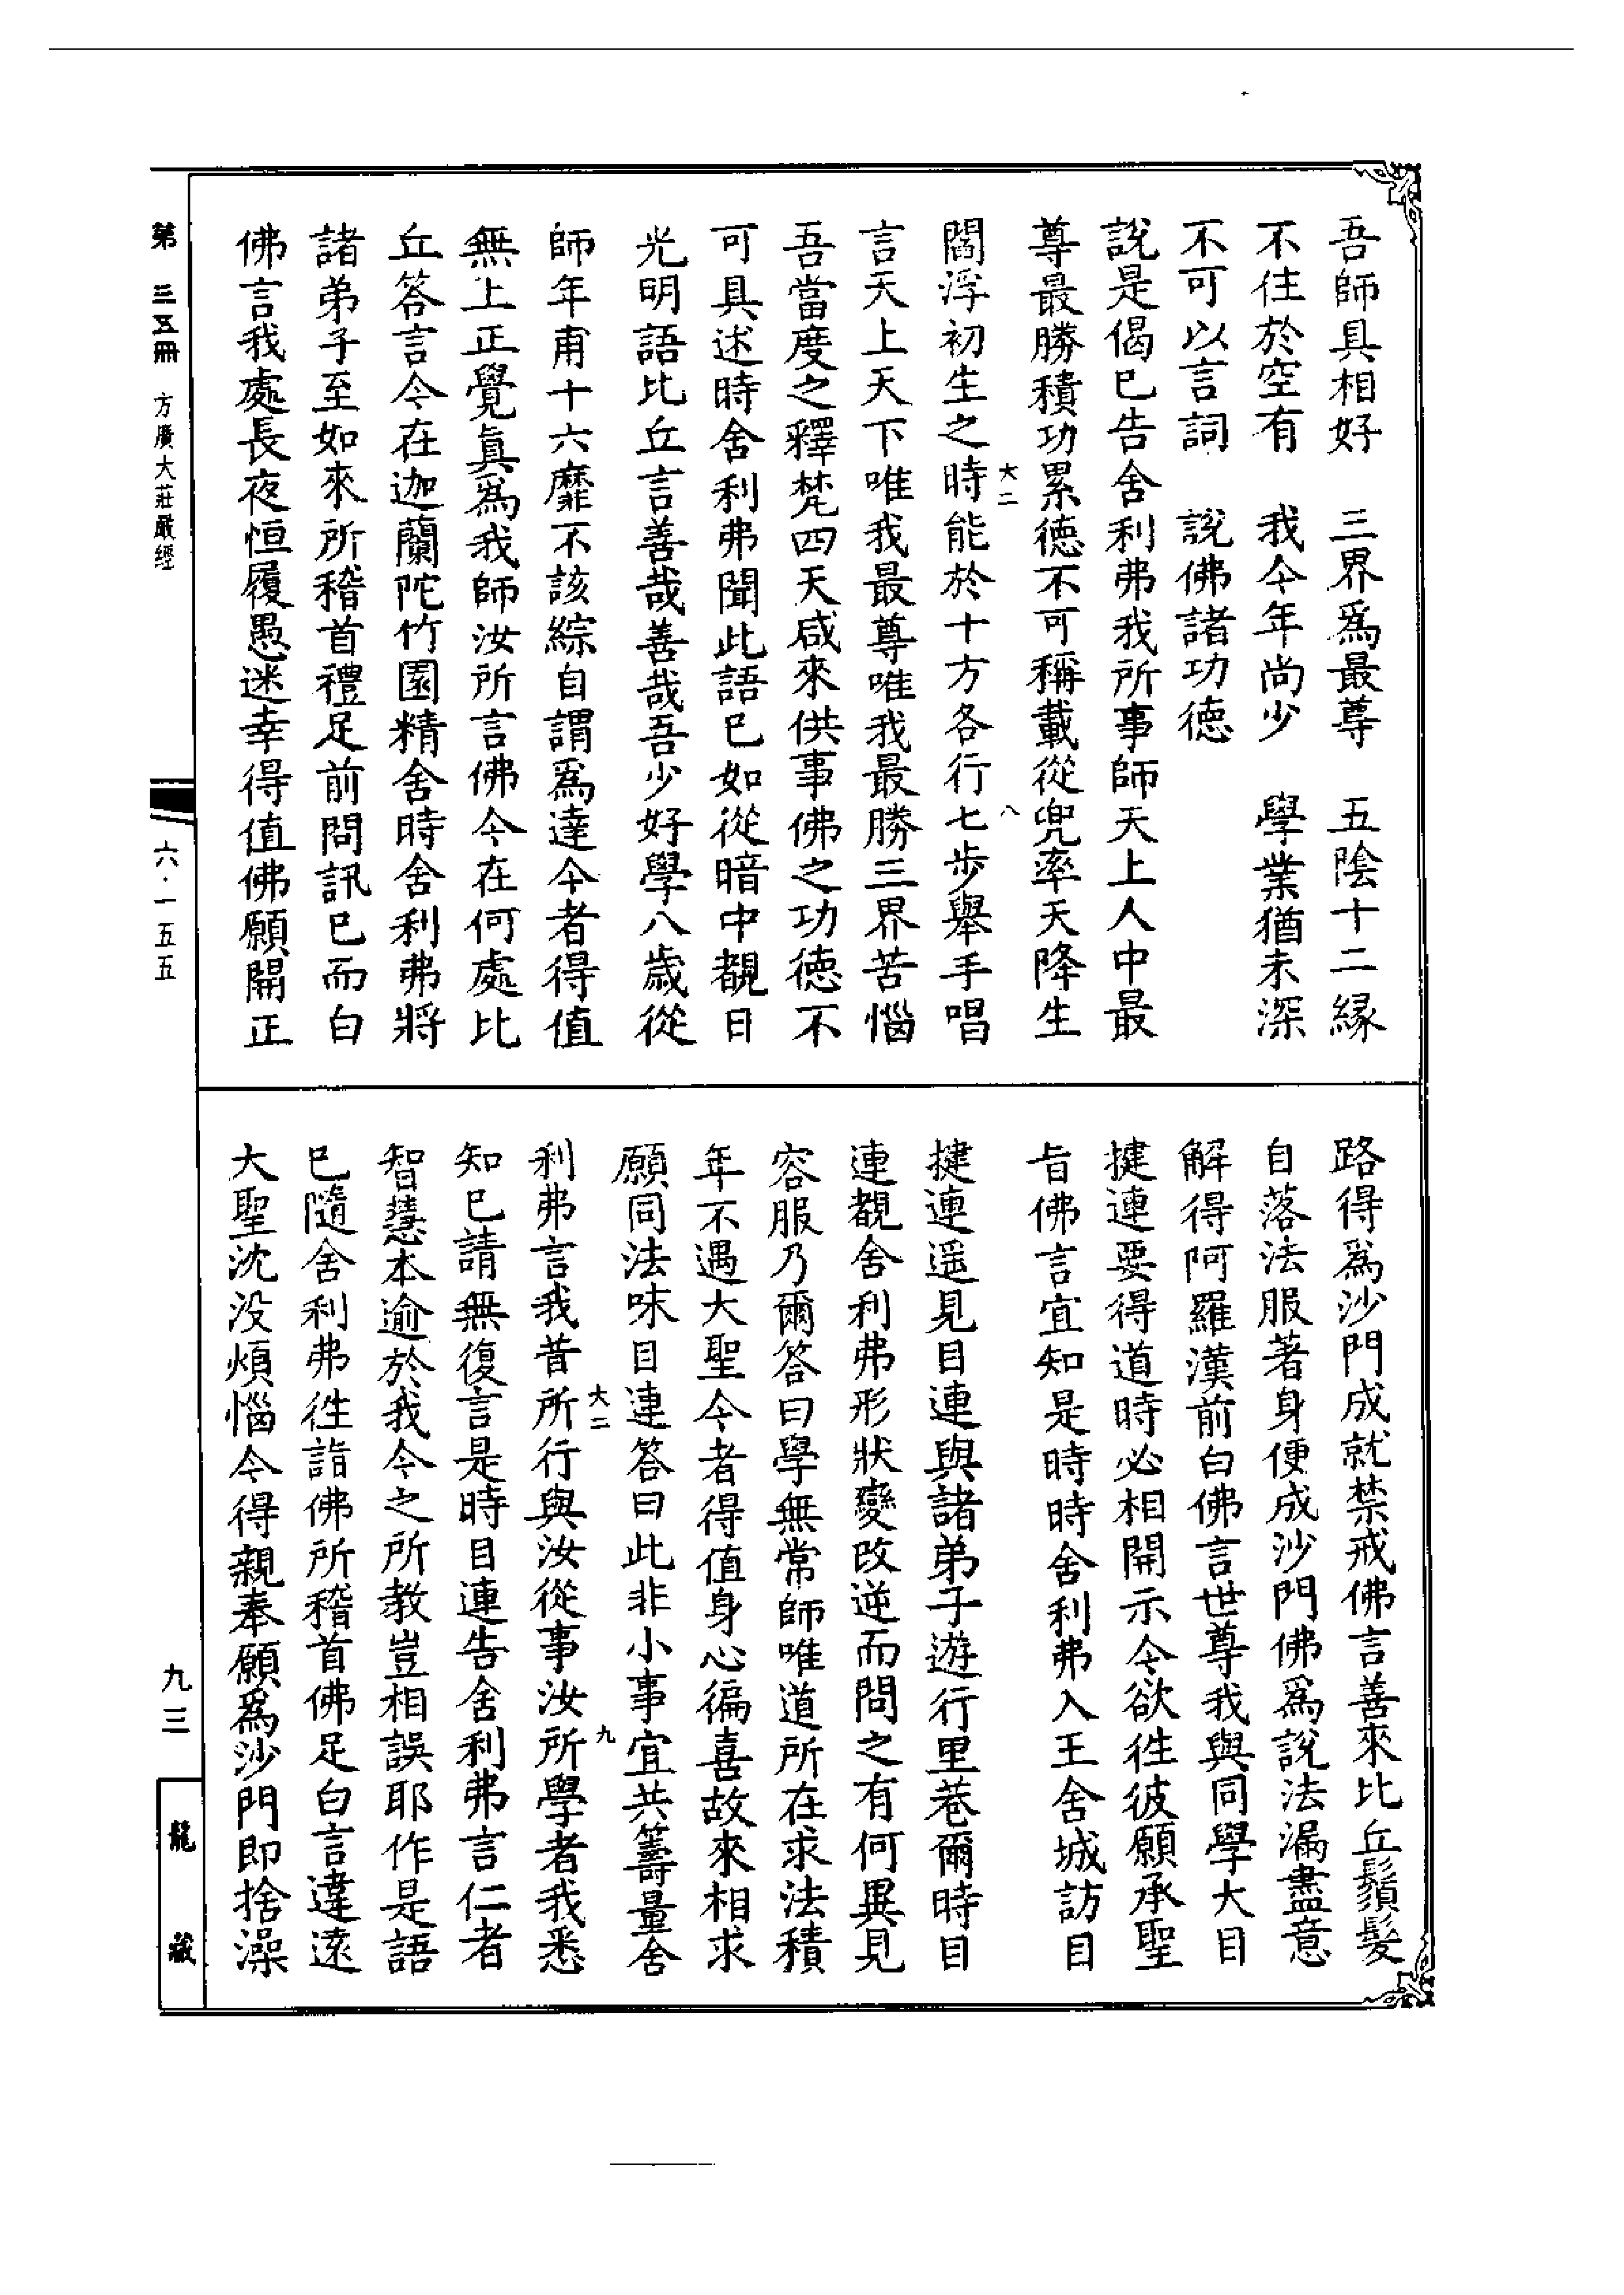 吾師具相好　三界爲最尊　五陰十二緣
不住於空有　我今年尚少　學業猶未深
不可以言詞　說佛諸功德
說是偈已告舍利弗我所事師天上人中最
尊最勝積功累德不可稱載從兜率天降生
閻浮初生之時能於十方各行七步舉手唱
大二
八
言天上天下唯我最尊唯我最勝三界苦惱
吾當度之釋梵四天咸來供事佛之功德不
可具述時舍利弗聞此語已如從暗中覩日
光明語比丘言善哉善哉吾少好學八歲從
師年甫十六靡不該綜自謂爲達今者得值
無上正覺眞爲我師汝所言佛今在何處比
丘答言今在迦蘭陀竹園精舍時舍利弗將
諸弟子至如來所稽首禮足前問訊已而白
佛言我處長夜恒履愚迷幸得值佛願開正
路得爲沙門成就禁戒佛言善來比丘鬚髮
自落法服著身便成沙門佛爲說法漏盡意
解得阿羅漢前白佛言世尊我與同學大目
揵連要得道時必相開示今欲往彼願承聖
旨佛言宜知是時時舍利弗入王舍城訪目
揵連遥見目連與諸弟子遊行里巷爾時目
連覩舍利弗形狀變改逆而問之有何異見
容服乃爾答曰學無常師唯道所在求法積
年不遇大聖今者得值身心徧喜故來相求
願同法味目連答曰此非小事宜共籌量舍
利弗言我昔所行與汝從事汝所學者我悉
大二
九
知已請無復言是時目連告舍利弗言仁者
智慧本逾於我今之所教豈相誤耶作是語
已隨舍利弗往詣佛所稽首佛足白言違遠
大聖沈没煩惱今得親奉願爲沙門即捨澡
第三五冊　方廣大莊嚴經
六·一五五
九三
龍藏